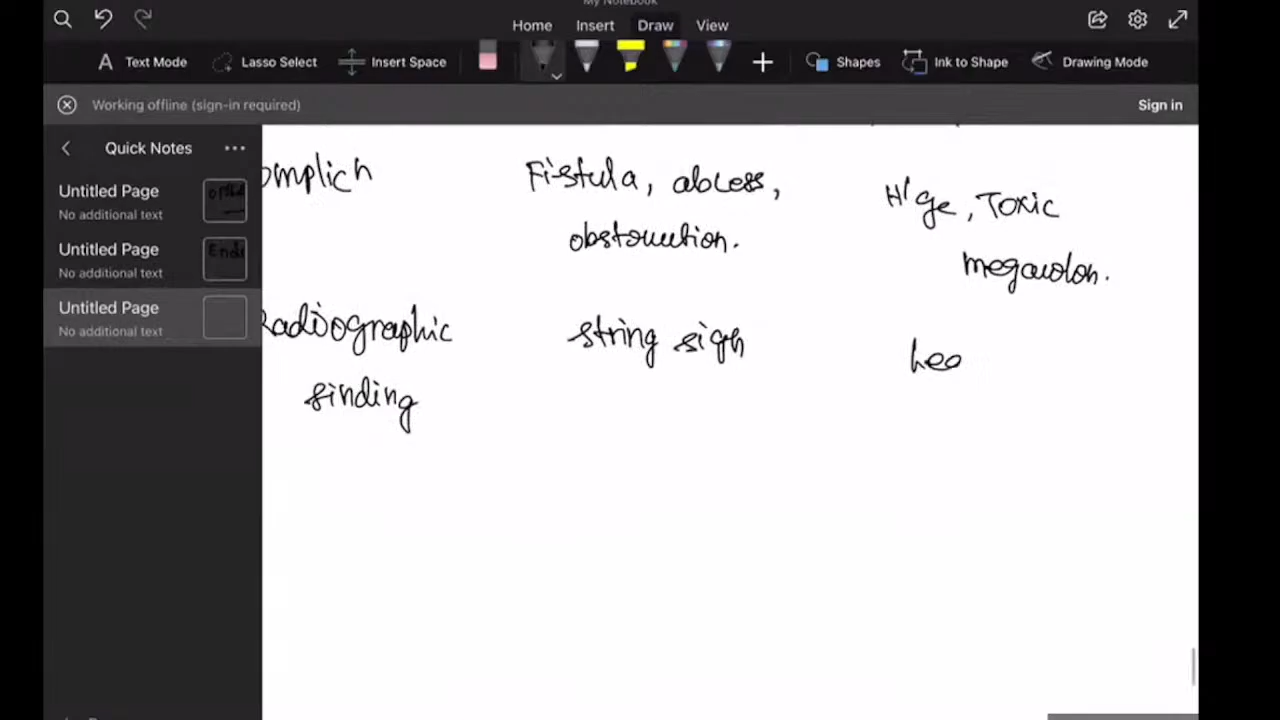 My Notebook
Home Insert Draw View
Text Mode Lasso Select Insert Space Shapes Ink to Shape Drawing Mode
Working offline (sign-in required) Sign in
Quick Notes
Untitled Page
No additional text
Untitled Page
No additional text
Untitled Page
No additional text
omplicn
Fistula, abcess,
obstruction.
H'ge, Toxic
megacolon.
Radiographic
finding
string sign
lea